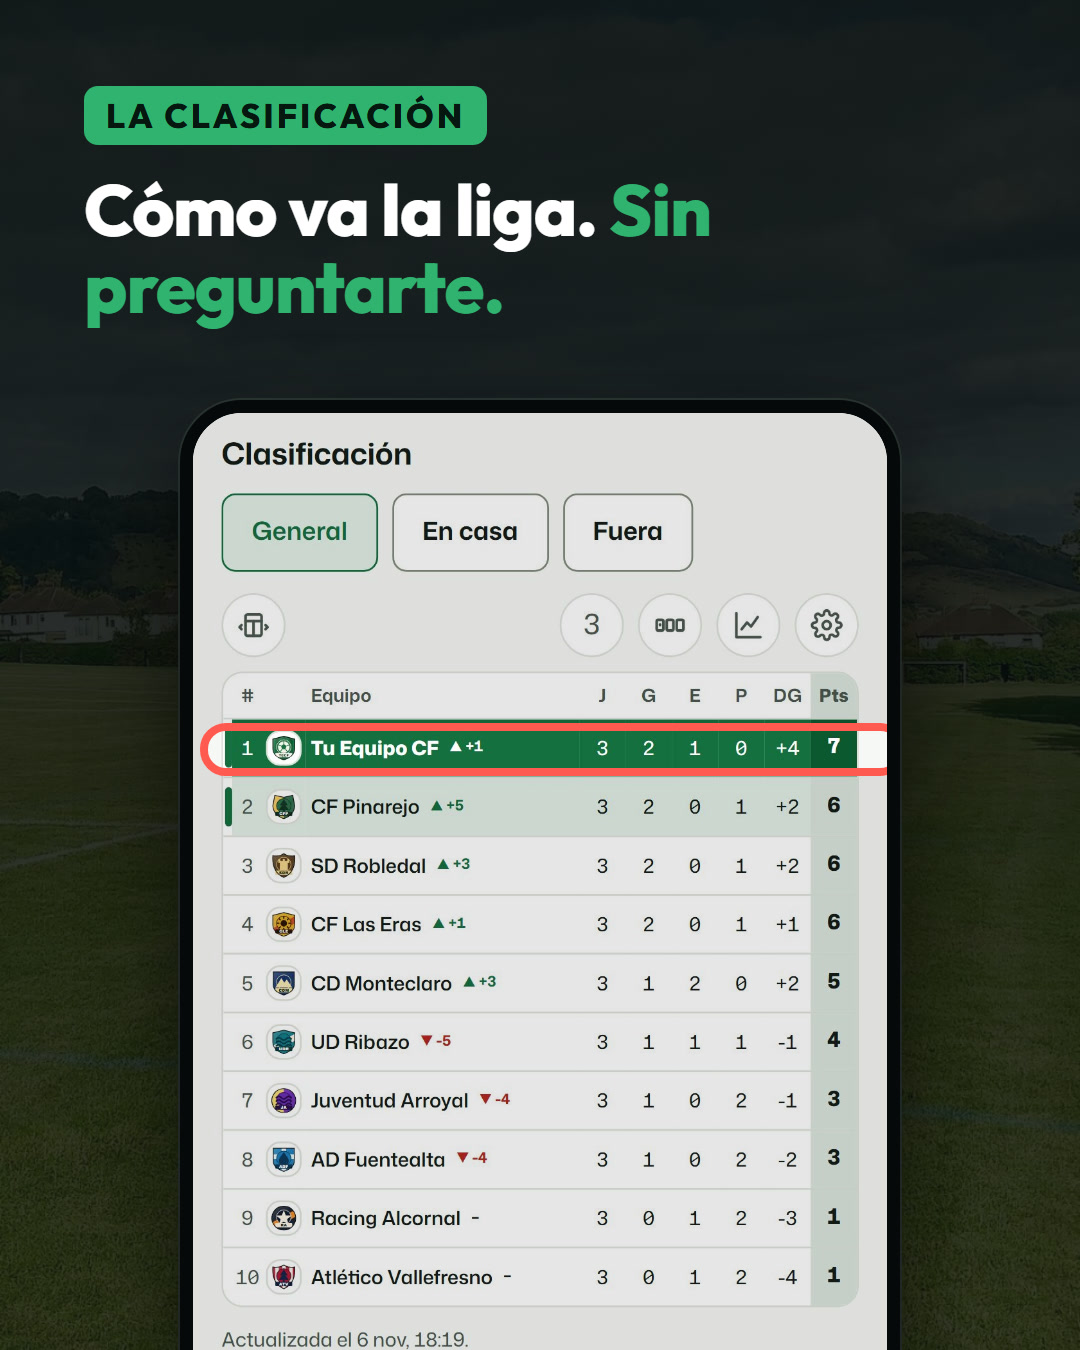 LA CLASIFICACIÓN
Cómo va la liga. Sin
preguntarte.
Clasificación
General En casa Fuera
3
# Equipo J G E P DG Pts
1 Tu Equipo CF ▲ +1 3 2 1 0 +4 7
2 CF Pinarejo ▲ +5 3 2 0 1 +2 6
3 SD Robledal ▲ +3 3 2 0 1 +2 6
4 CF Las Eras ▲ +1 3 2 0 1 +1 6
5 CD Monteclaro ▲ +3 3 1 2 0 +2 5
6 UD Ribazo ▼ -5 3 1 1 1 -1 4
7 Juventud Arroyal ▼ -4 3 1 0 2 -1 3
8 AD Fuentealta ▼ -4 3 1 0 2 -2 3
9 Racing Alcornal - 3 0 1 2 -3 1
10 Atlético Vallefresno - 3 0 1 2 -4 1
Actualizada el 6 nov, 18:19.